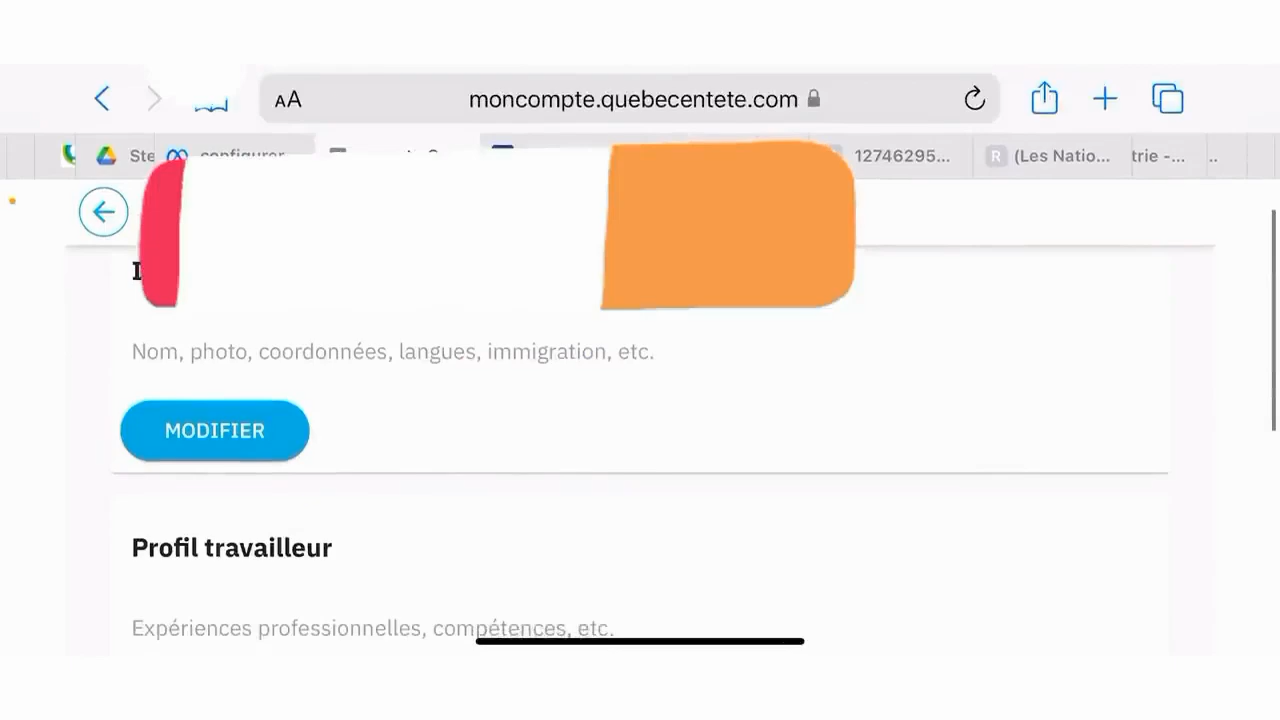 AA moncompte.quebecentete.com
Ste configurer 12746295... R (Les Natio... trie -... ..
Nom, photo, coordonnées, langues, immigration, etc.
MODIFIER
Profil travailleur
Expériences professionnelles, compétences, etc.